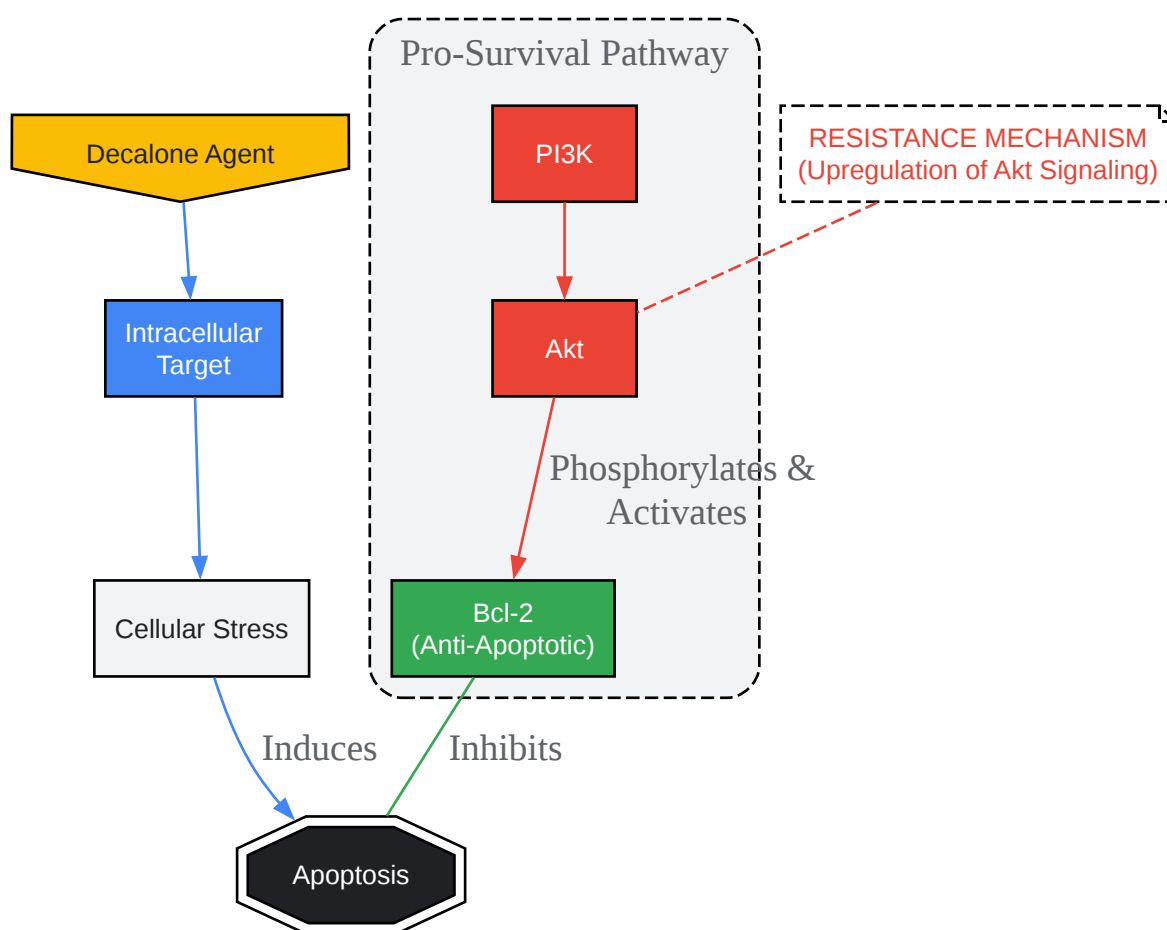 Pro-Survival Pathway
Decalone Agent
PI3K
RESISTANCE MECHANISM
(Upregulation of Akt Signaling)
Intracellular
Target
Akt
Phosphorylates &
Activates
Cellular Stress
Bcl-2
(Anti-Apoptotic)
Induces
Inhibits
Apoptosis